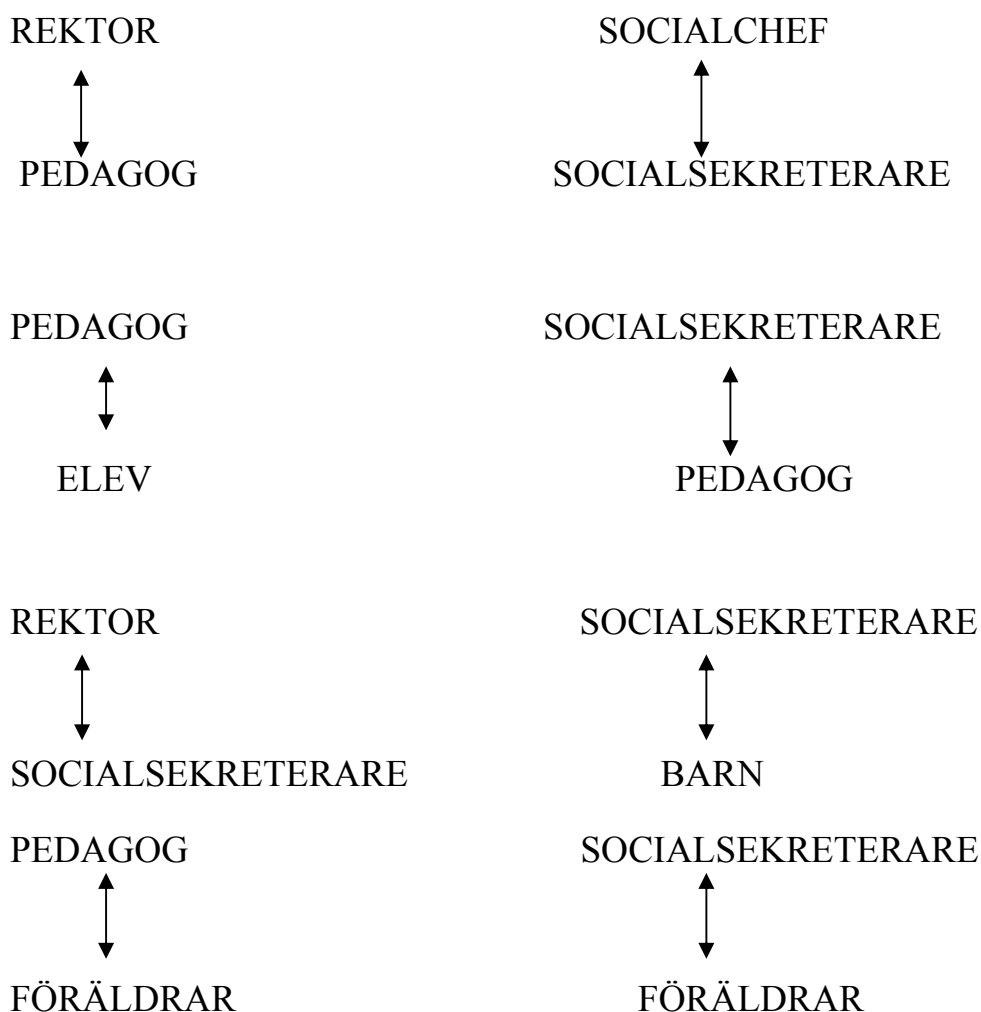 REKTOR SOCIALCHEF
PEDAGOG SOCIALSEKRETERARE
PEDAGOG SOCIALSEKRETERARE
ELEV PEDAGOG
REKTOR SOCIALSEKRETERARE
SOCIALSEKRETERARE BARN
PEDAGOG SOCIALSEKRETERARE
FÖRÄLDRAR FÖRÄLDRAR